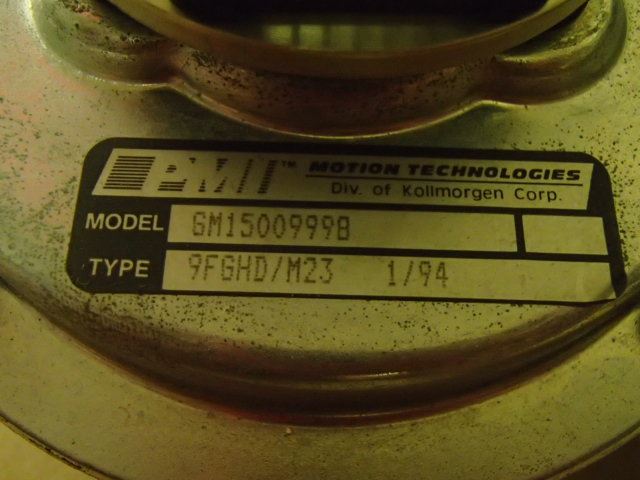 PMI™ MOTION TECHNOLOGIES
Div. of Kollmorgen Corp.
MODEL GM15009998
TYPE 9FGHD/M23 1/94